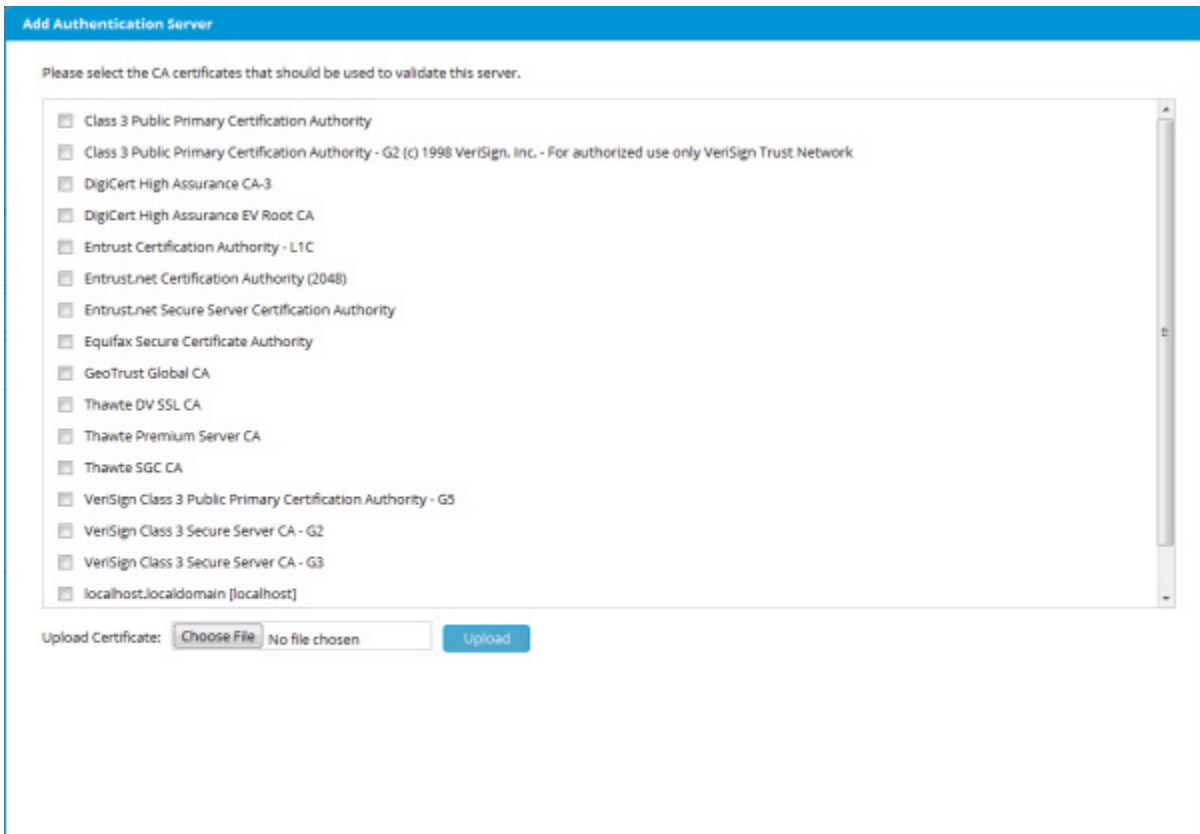 Add Authentication Server
Please select the CA certificates that should be used to validate this server.
Class 3 Public Primary Certification Authority
Class 3 Public Primary Certification Authority - G2 (c) 1998 VeriSign, Inc. - For authorized use only VeriSign Trust Network
DigiCert High Assurance CA-3
DigiCert High Assurance EV Root CA
Entrust Certification Authority - L1C
Entrust.net Certification Authority (2048)
Entrust.net Secure Server Certification Authority
Equifax Secure Certificate Authority
GeoTrust Global CA
Thawte DV SSL CA
Thawte Premium Server CA
Thawte SGC CA
VeriSign Class 3 Public Primary Certification Authority - G5
VeriSign Class 3 Secure Server CA - G2
VeriSign Class 3 Secure Server CA - G3
localhost.localdomain [localhost]
Upload Certificate: Choose File No file chosen Upload